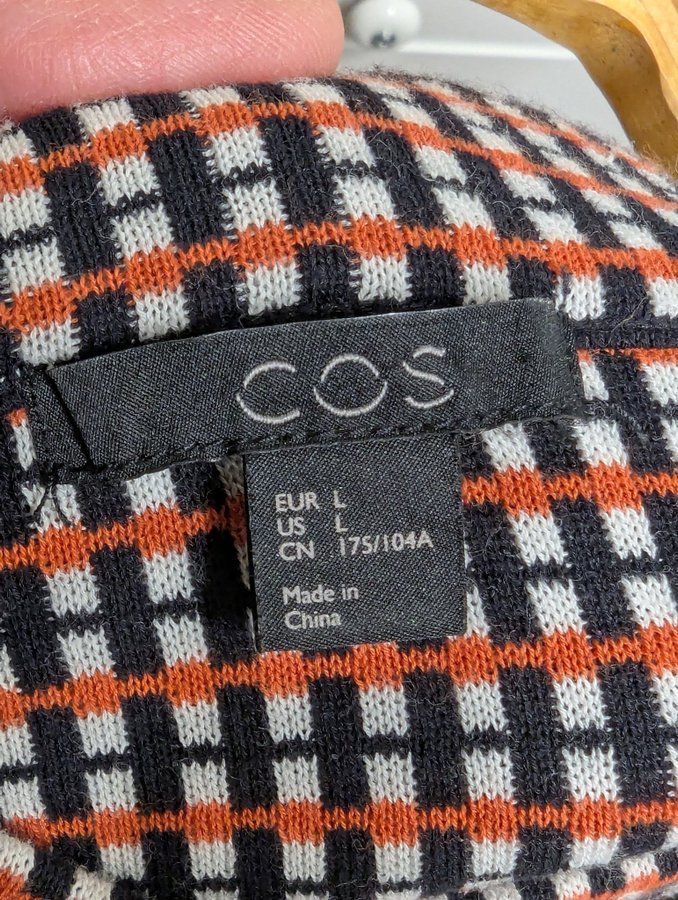 COS
EUR L
US L
CN 175/104A
Made in
China